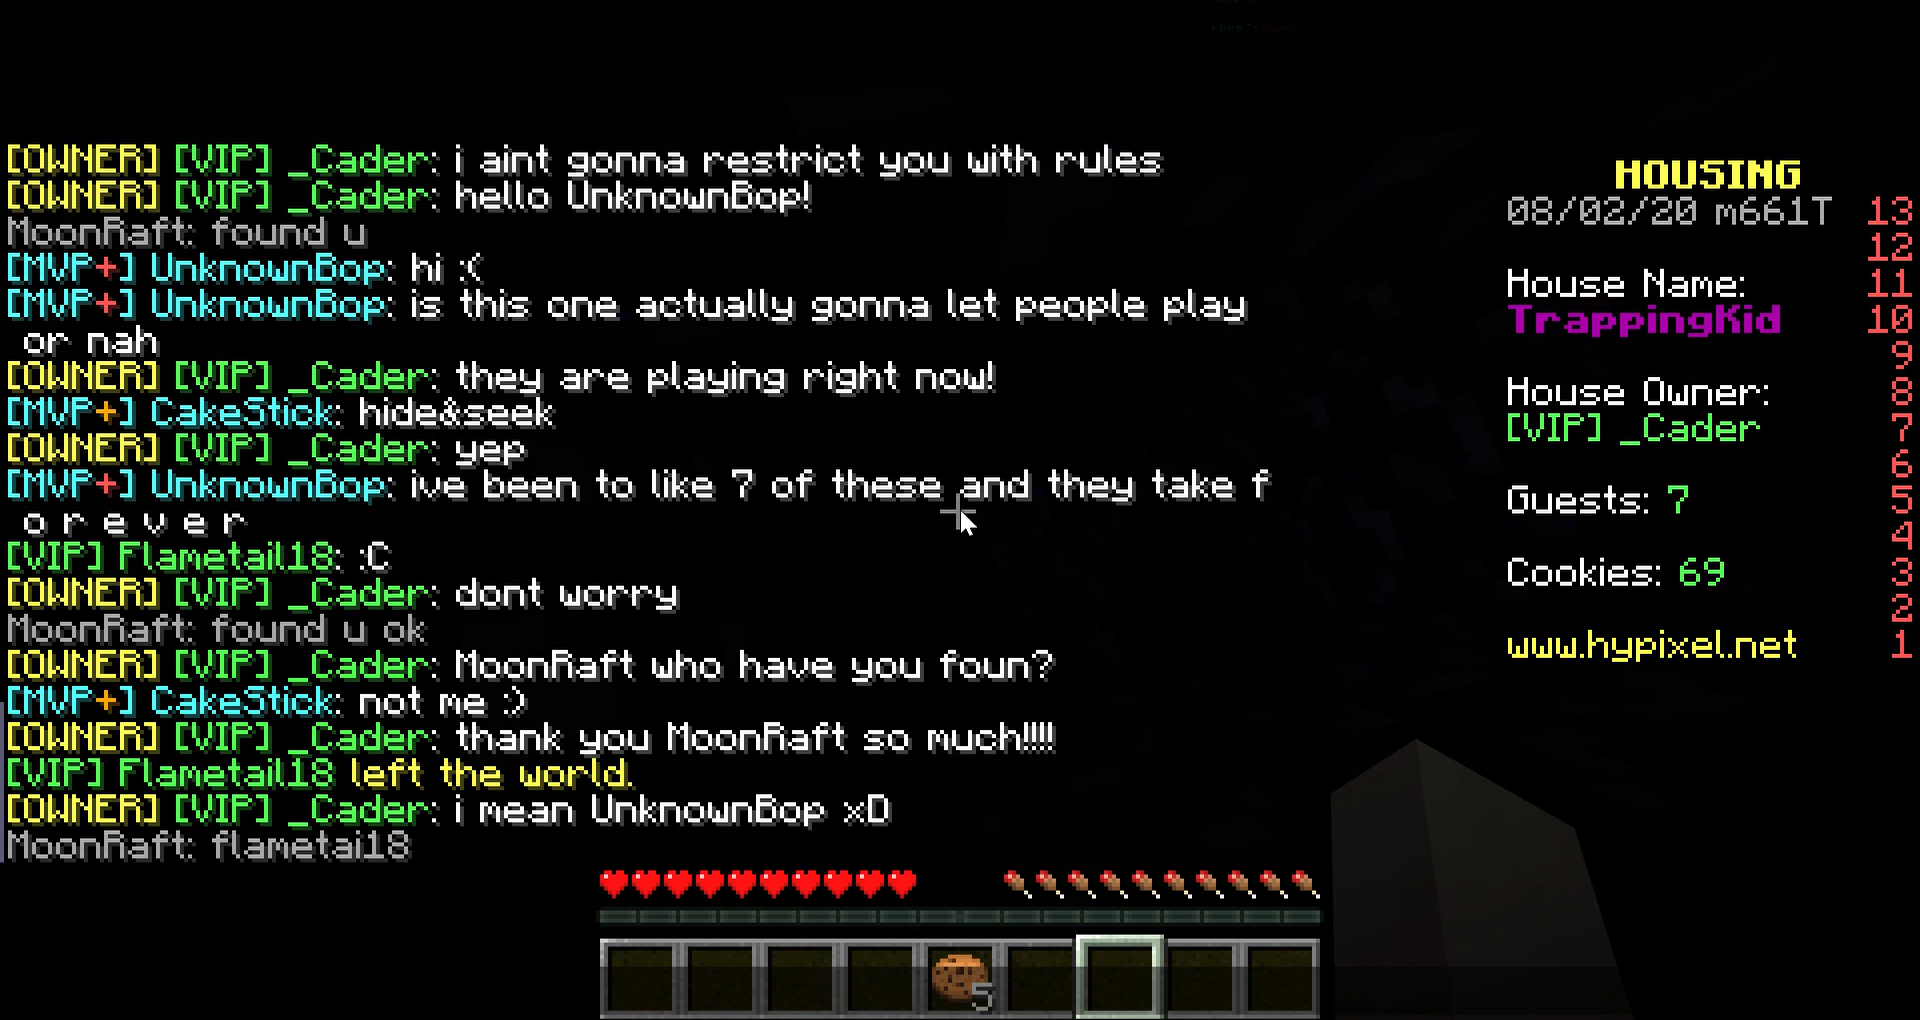 [OWNER] [VIP] _Cader: i aint gonna restrict you with rules
[OWNER] [VIP] _Cader: hello UnknownBop!
MoonRaft: found u
[MVP+] UnknownBop: hi :(
[MVP+] UnknownBop: is this one actually gonna let people play
or nah
[OWNER] [VIP] _Cader: they are playing right now!
[MVP+] CakeStick: hide&seek
[OWNER] [VIP] _Cader: yep
[MVP+] UnknownBop: ive been to like 7 of these and they take f
o r e v e r
[VIP] Flametail18: :C
[OWNER] [VIP] _Cader: dont worry
MoonRaft: found u ok
[OWNER] [VIP] _Cader: MoonRaft who have you foun?
[MVP+] CakeStick: not me :)
[OWNER] [VIP] _Cader: thank you MoonRaft so much!!!!
[VIP] Flametail18 left the world.
[OWNER] [VIP] _Cader: i mean UnknownBop xD
MoonRaft: flametai18
HOUSING
08/02/20 m661T 13
12
House Name: 11
TrappingKid 10
9
House Owner: 8
[VIP] _Cader 7
6
Guests: 7 5
4
Cookies: 69 3
2
www.hypixel.net 1
5